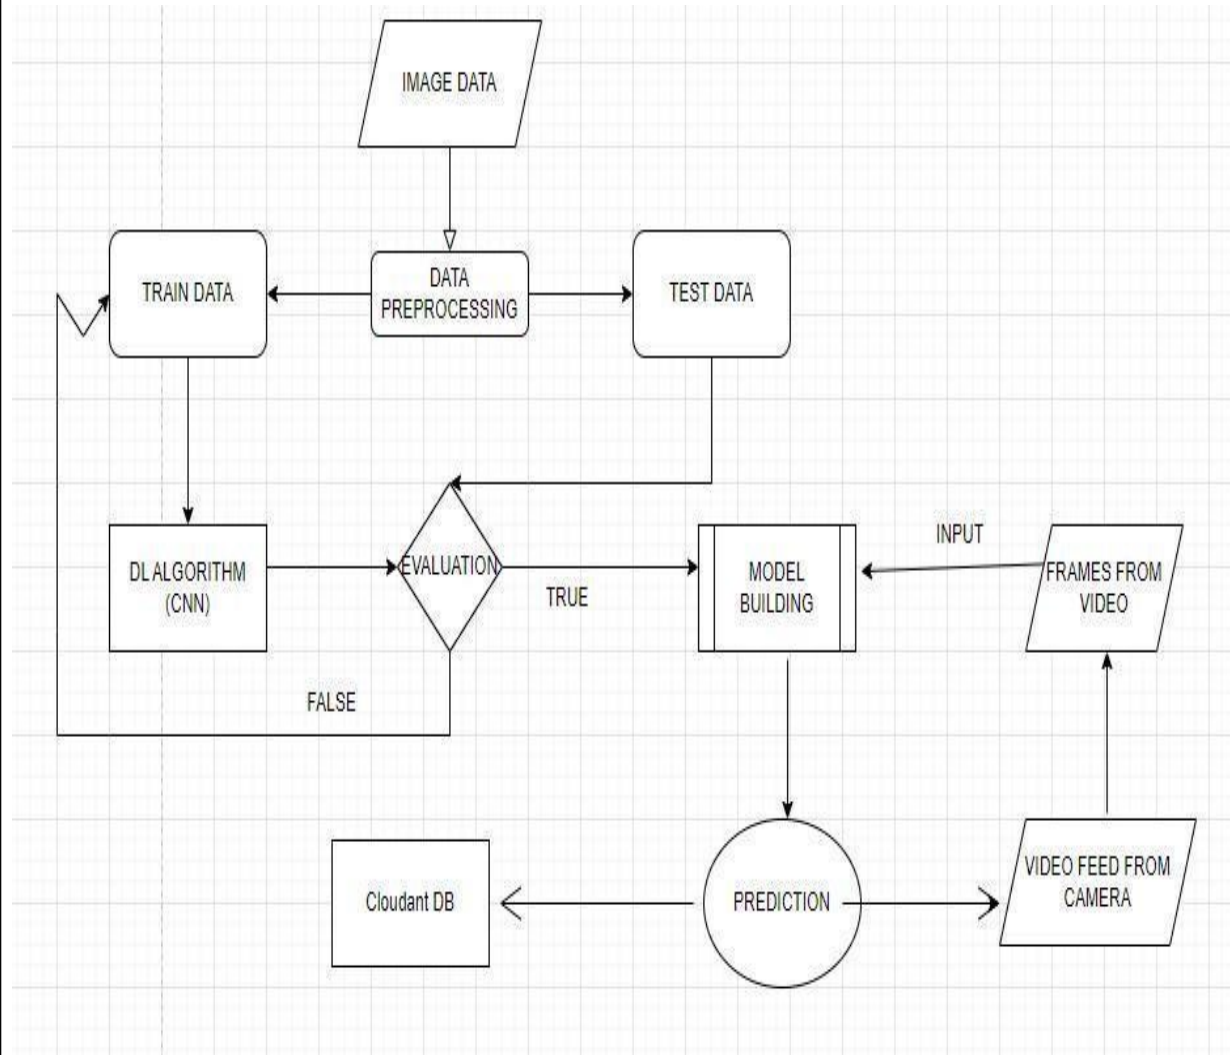 IMAGE DATA
TRAIN DATA
DATA
PREPROCESSING
TEST DATA
DL ALGORITHM
(CNN)
EVALUATION
TRUE
MODEL
BUILDING
INPUT
FRAMES FROM
VIDEO
FALSE
Cloudant DB
PREDICTION
VIDEO FEED FROM
CAMERA